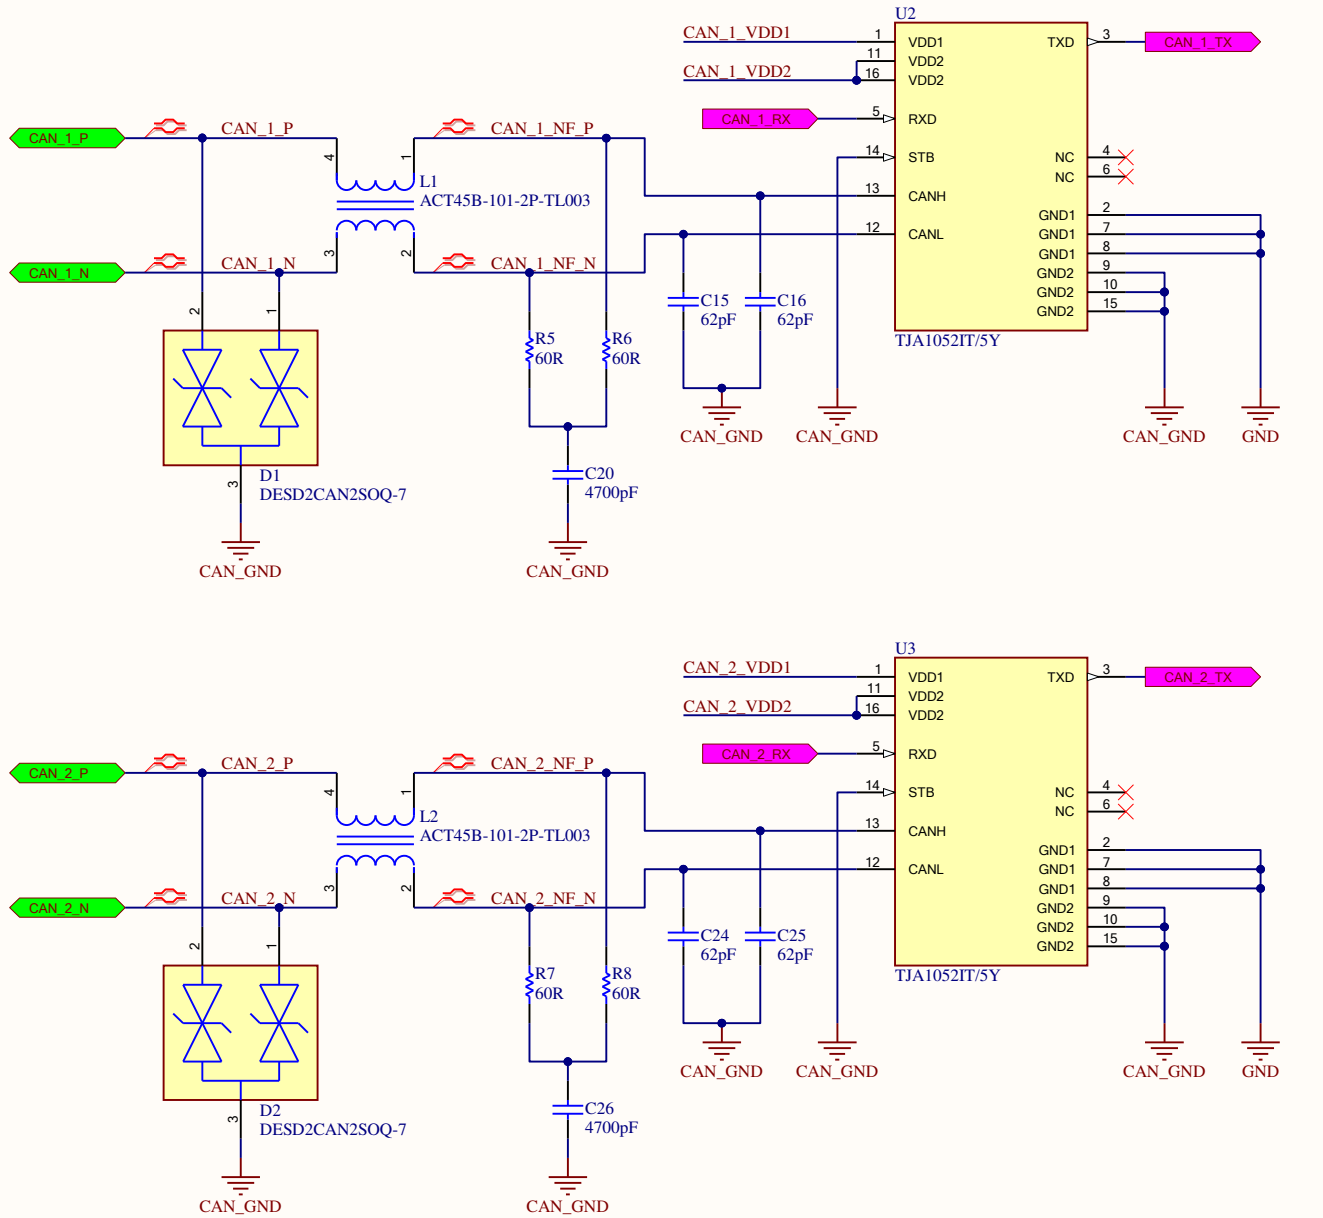 U2
CAN_1_VDD1
1
VDD1
TXD
3
CAN_1_TX
11
VDD2
CAN_1_VDD2
16
VDD2
CAN_1_RX
5
RXD
CAN_1_P
CAN_1_P
CAN_1_NF_P
4
1
14
STB
NC
4
NC
6
L1
ACT45B-101-2P-TL003
13
CANH
GND1
2
12
CANL
GND1
7
3
2
GND1
8
CAN_1_N
CAN_1_N
CAN_1_NF_N
GND2
9
GND2
10
GND2
15
2
1
C15
62pF
C16
62pF
R5
60R
R6
60R
TJA1052IT/5Y
CAN_GND
CAN_GND
CAN_GND
GND
3
D1
DESD2CAN2SOQ-7
C20
4700pF
CAN_GND
CAN_GND
U3
CAN_2_VDD1
1
VDD1
TXD
3
CAN_2_TX
11
VDD2
CAN_2_VDD2
16
VDD2
CAN_2_RX
5
RXD
CAN_2_P
CAN_2_P
CAN_2_NF_P
4
1
14
STB
NC
4
NC
6
L2
ACT45B-101-2P-TL003
13
CANH
GND1
2
12
CANL
GND1
7
3
2
GND1
8
CAN_2_N
CAN_2_N
CAN_2_NF_N
GND2
9
GND2
10
GND2
15
2
1
C24
62pF
C25
62pF
R7
60R
R8
60R
TJA1052IT/5Y
CAN_GND
CAN_GND
CAN_GND
GND
3
D2
DESD2CAN2SOQ-7
C26
4700pF
CAN_GND
CAN_GND